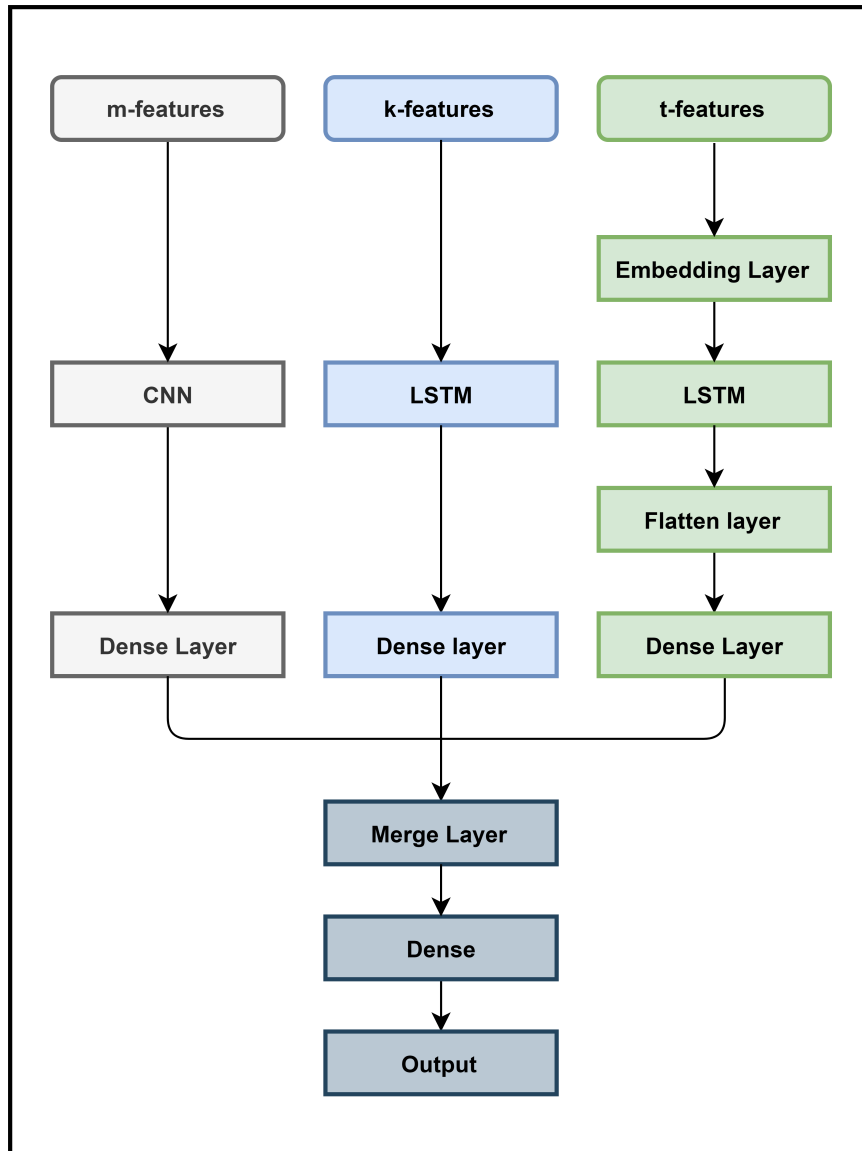 m-features
k-features
t-features
Embedding Layer
CNN
LSTM
LSTM
Flatten layer
Dense Layer
Dense layer
Dense Layer
Merge Layer
Dense
Output